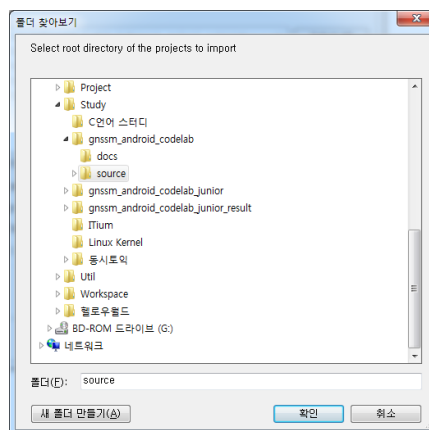 폴더 찾아보기
Select root directory of the projects to import
Project
Study
C언어 스터디
gnssm_android_codelab
docs
source
gnssm_android_codelab_junior
gnssm_android_codelab_junior_result
ITium
Linux Kernel
동시토익
Util
Workspace
헬로우월드
BD-ROM 드라이브 (G:)
네트워크
폴더(F): source
새 폴더 만들기(A) 확인 취소